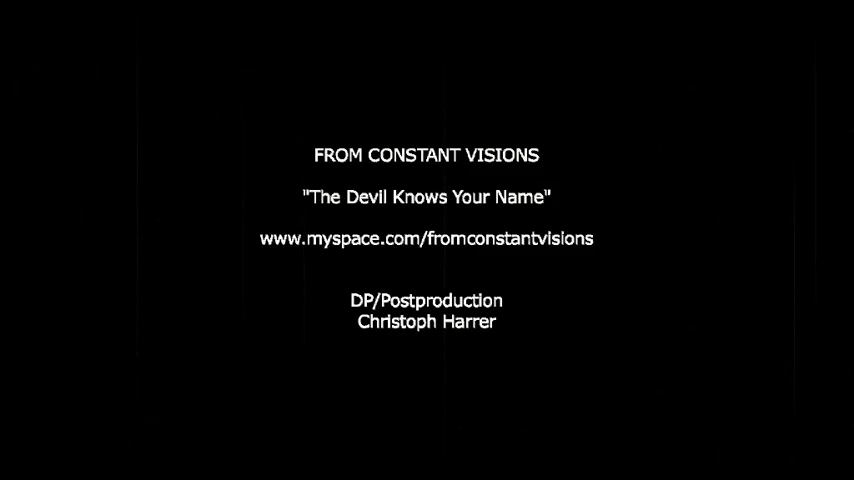 FROM CONSTANT VISIONS
"The Devil Knows Your Name"
www.myspace.com/fromconstantvisions
DP/Postproduction
Christoph Harrer